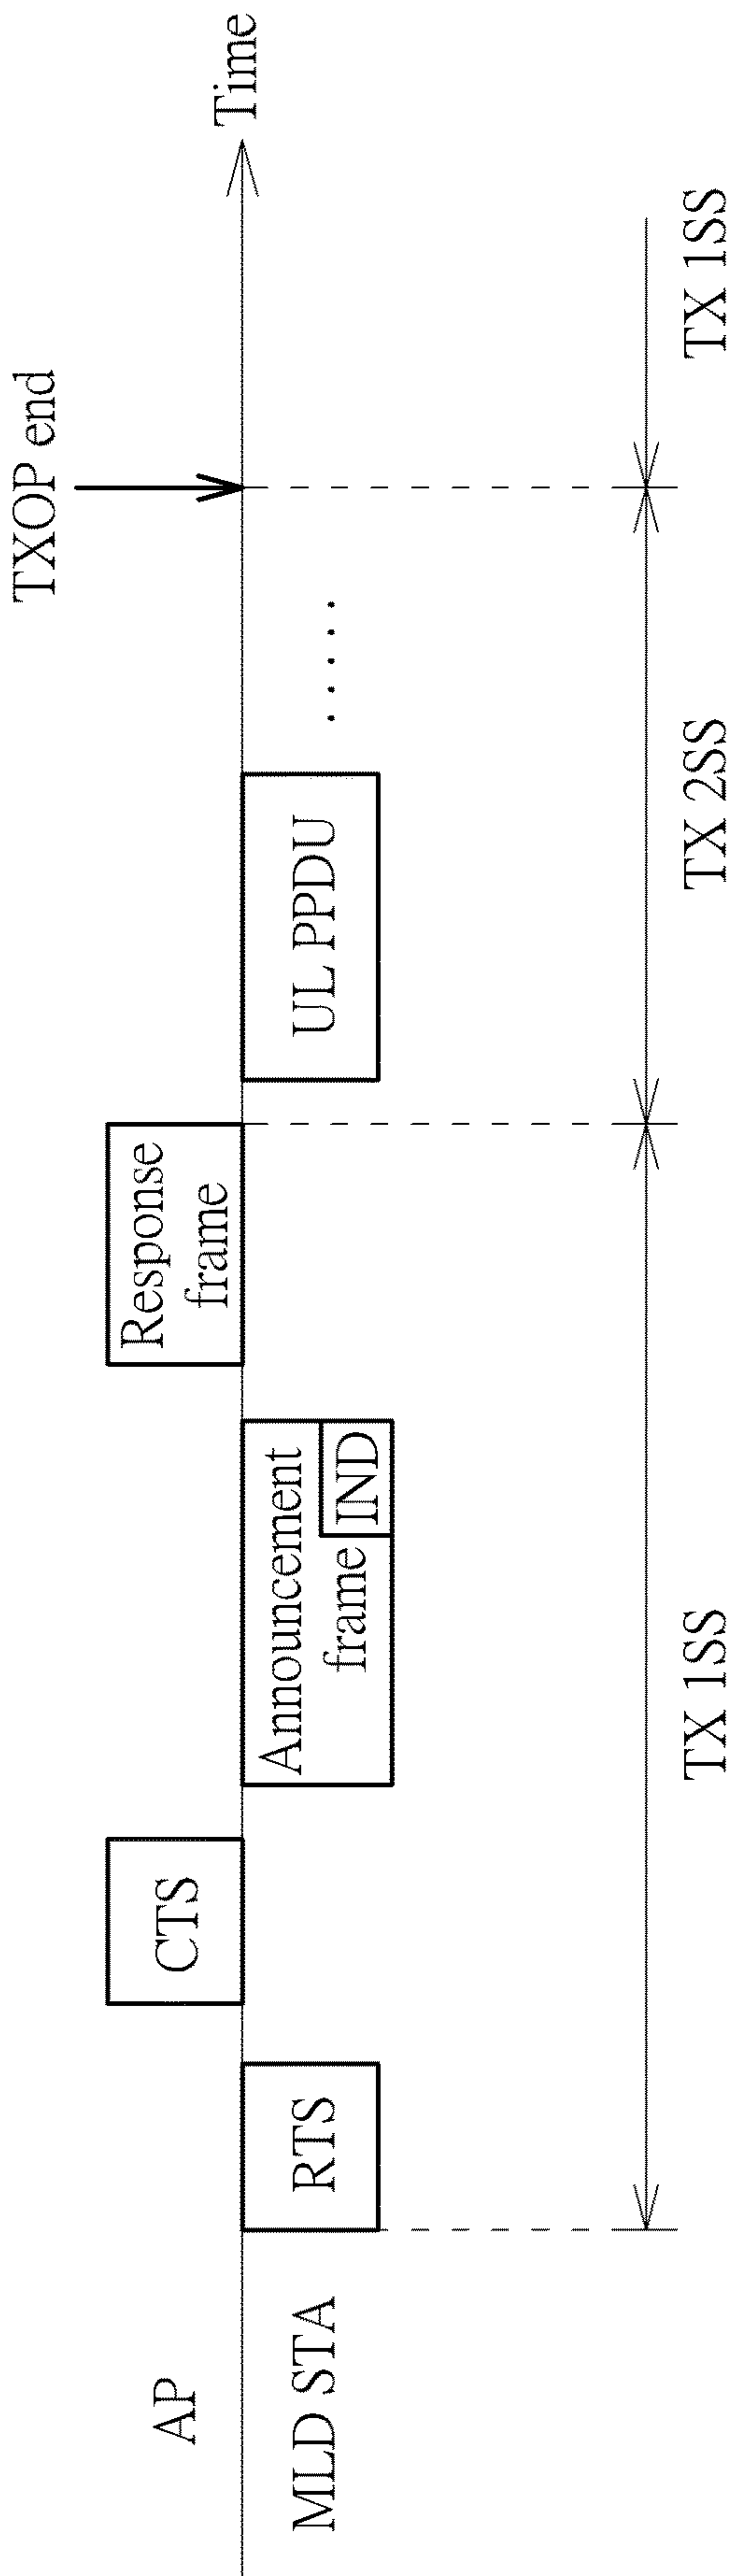 TXOP end
Time
AP
CTS
Response
frame
MLD STA
RTS
Announcement
frame
IND
UL PPDU
......
TX 1SS
TX 2SS
TX 1SS